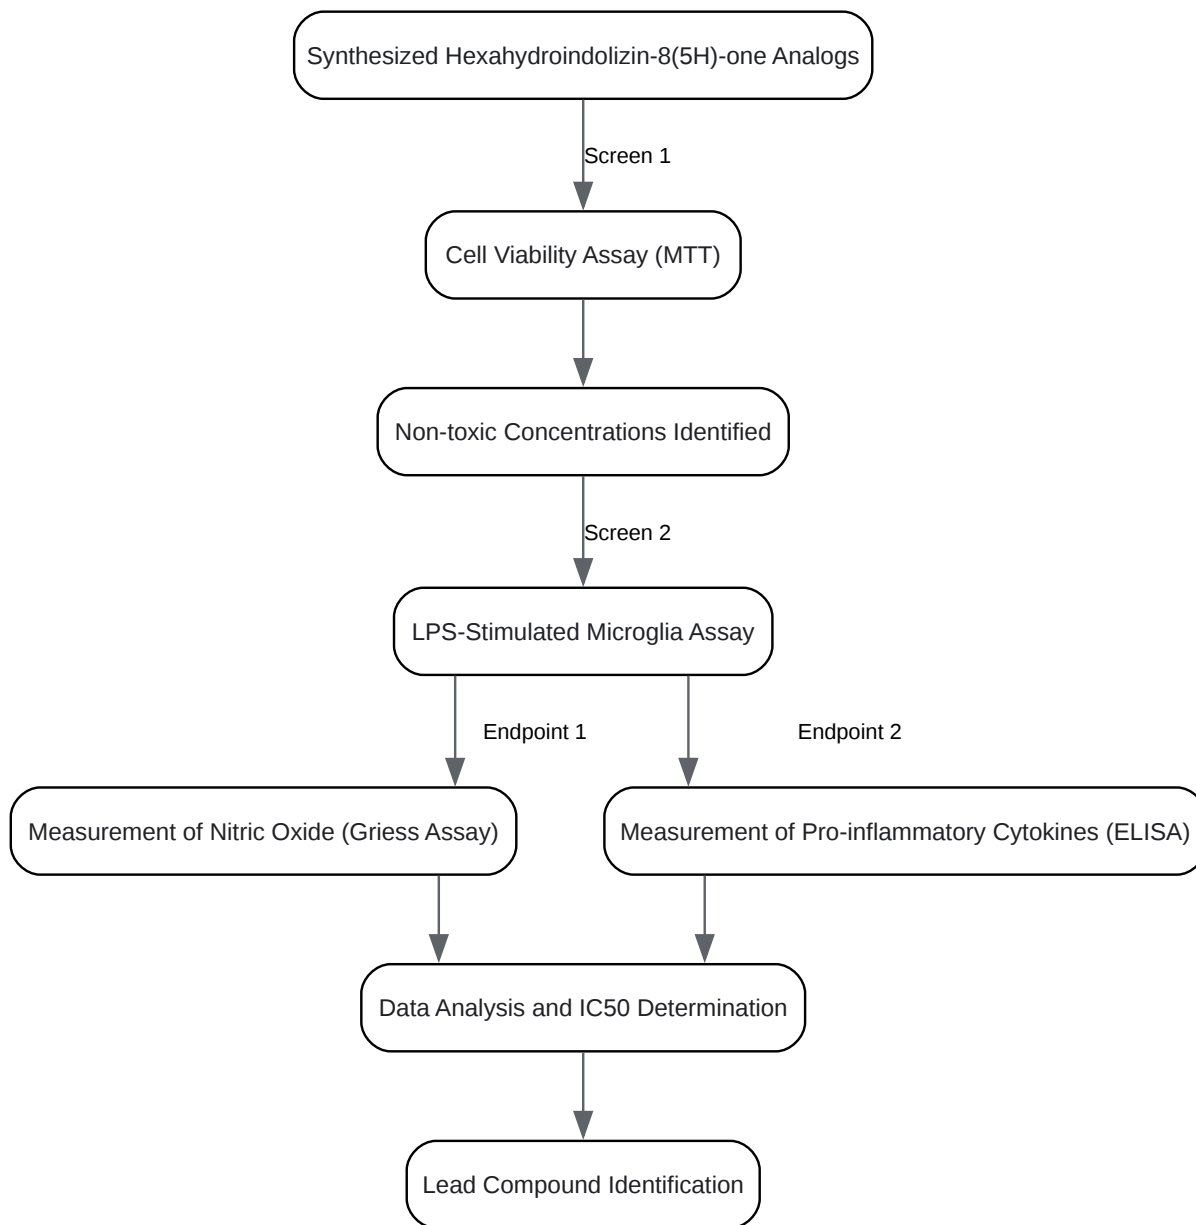 Synthesized Hexahydroindolizin-8(5H)-one Analogs
Screen 1
Cell Viability Assay (MTT)
Non-toxic Concentrations Identified
Screen 2
LPS-Stimulated Microglia Assay
Endpoint 1
Endpoint 2
Measurement of Nitric Oxide (Griess Assay)
Measurement of Pro-inflammatory Cytokines (ELISA)
Data Analysis and IC50 Determination
Lead Compound Identification